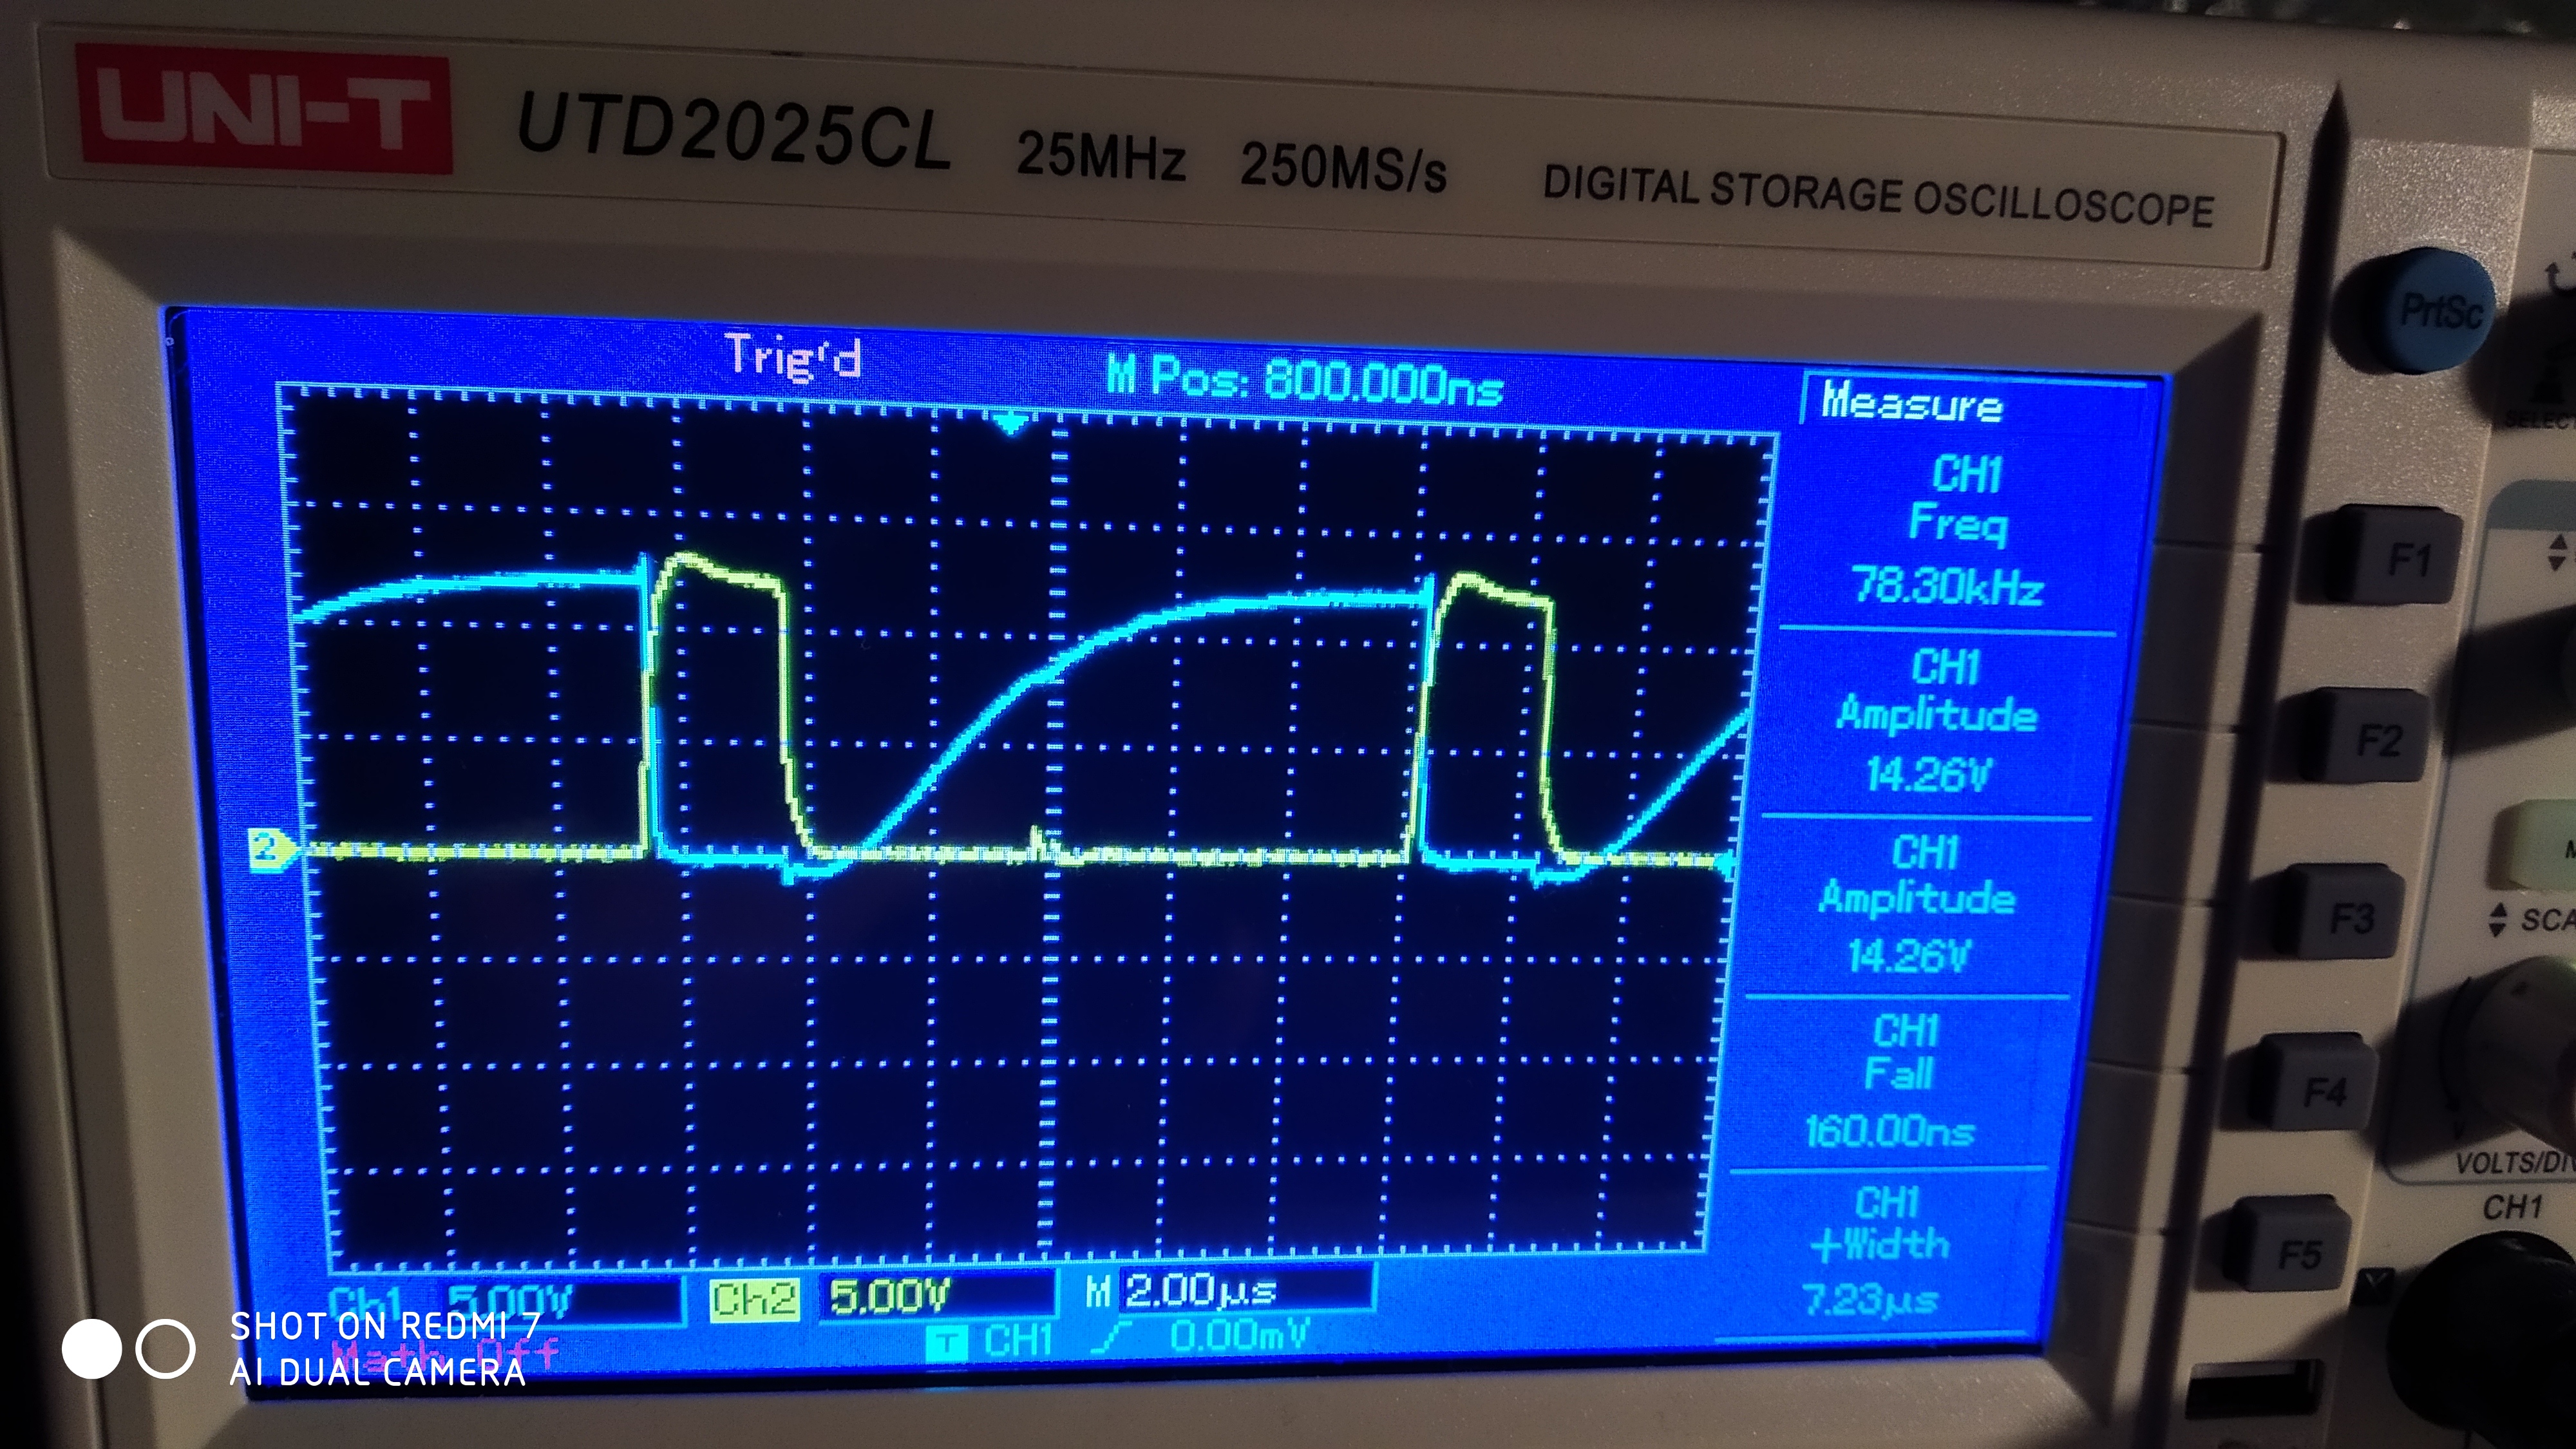 UNI-T UTD2025CL 25MHz 250MS/s DIGITAL STORAGE OSCILLOSCOPE
PrtSc
SELECT
Trig'd M Pos: 800.000ns
Measure
CH1
Freq
78.30kHz
F1
CH1
Amplitude
14.26V
F2
CH1
Amplitude
14.26V
F3
SCA
CH1
Fall
160.00ns
F4
VOLTS/DIV
CH1
CH1
+Width
7.23µs
F5
2
Ch1 5.00V Ch2 5.00V M 2.00µs
T CH1 0.00mV
Math Off
SHOT ON REDMI 7
AI DUAL CAMERA